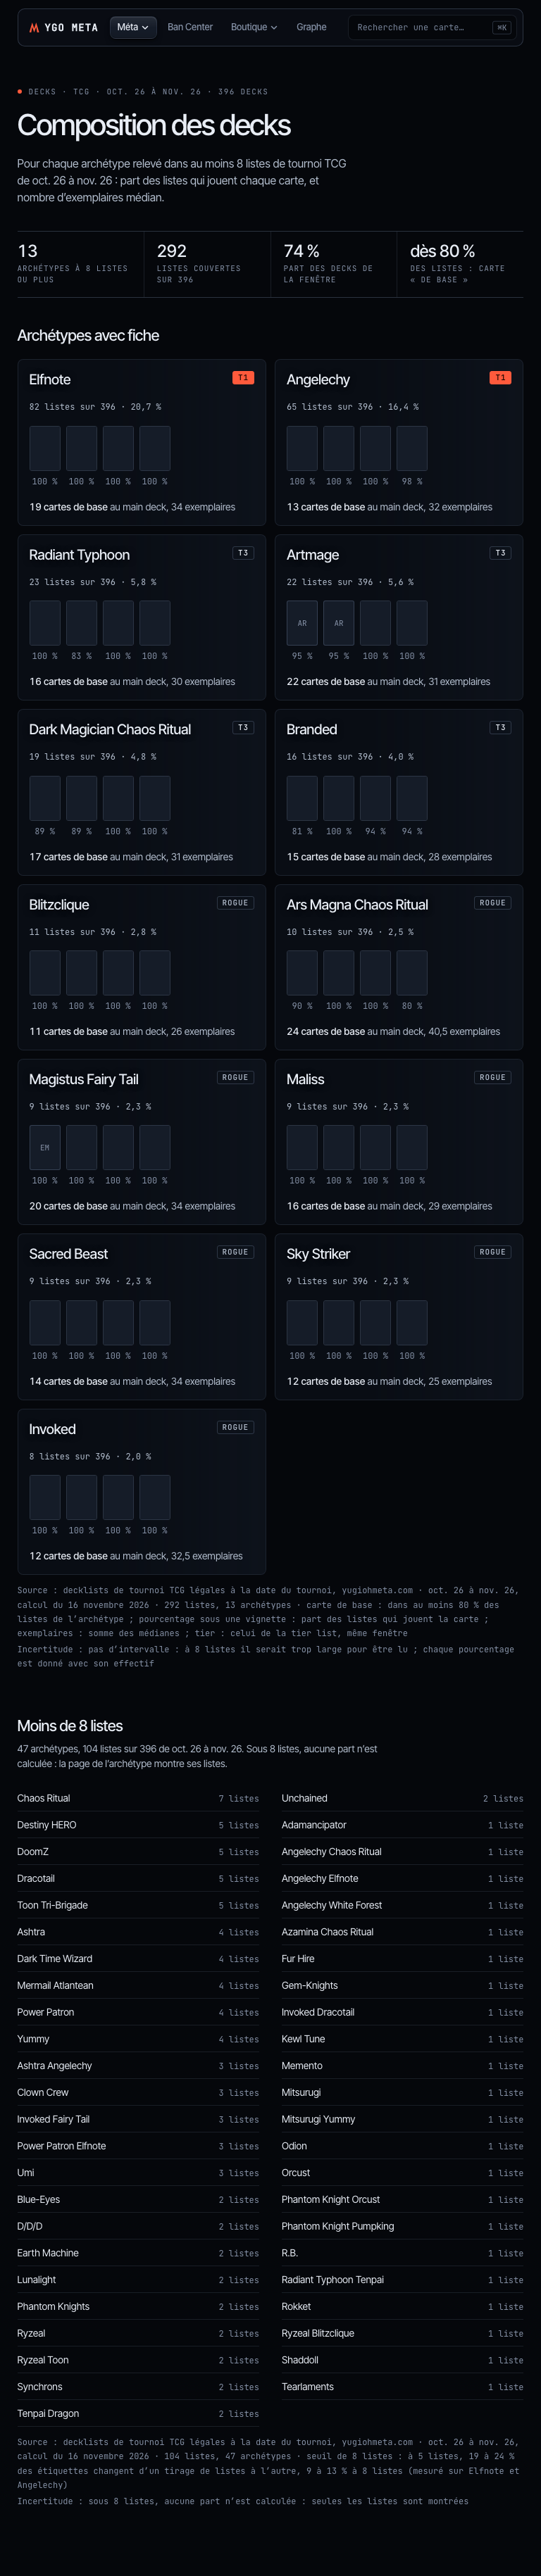 YGO META
Méta
Ban Center
Boutique
Graphe
Rechercher une carte…
⌘K
DECKS · TCG · OCT. 26 À NOV. 26 · 396 DECKS
Composition des decks
Pour chaque archétype relevé dans au moins 8 listes de tournoi TCG
de oct. 26 à nov. 26 : part des listes qui jouent chaque carte, et
nombre d’exemplaires médian.
13
ARCHÉTYPES À 8 LISTES
OU PLUS
292
LISTES COUVERTES
SUR 396
74 %
PART DES DECKS DE
LA FENÊTRE
dès 80 %
DES LISTES : CARTE
« DE BASE »
Archétypes avec fiche
Elfnote
T1
82 listes sur 396 · 20,7 %
100 % 100 % 100 % 100 %
19 cartes de base au main deck, 34 exemplaires
Angelechy
T1
65 listes sur 396 · 16,4 %
100 % 100 % 100 % 98 %
13 cartes de base au main deck, 32 exemplaires
Radiant Typhoon
T3
23 listes sur 396 · 5,8 %
100 % 83 % 100 % 100 %
16 cartes de base au main deck, 30 exemplaires
Artmage
T3
22 listes sur 396 · 5,6 %
AR AR
95 % 95 % 100 % 100 %
22 cartes de base au main deck, 31 exemplaires
Dark Magician Chaos Ritual
T3
19 listes sur 396 · 4,8 %
89 % 89 % 100 % 100 %
17 cartes de base au main deck, 31 exemplaires
Branded
T3
16 listes sur 396 · 4,0 %
81 % 100 % 94 % 94 %
15 cartes de base au main deck, 28 exemplaires
Blitzclique
ROGUE
11 listes sur 396 · 2,8 %
100 % 100 % 100 % 100 %
11 cartes de base au main deck, 26 exemplaires
Ars Magna Chaos Ritual
ROGUE
10 listes sur 396 · 2,5 %
90 % 100 % 100 % 80 %
24 cartes de base au main deck, 40,5 exemplaires
Magistus Fairy Tail
ROGUE
9 listes sur 396 · 2,3 %
EM
100 % 100 % 100 % 100 %
20 cartes de base au main deck, 34 exemplaires
Maliss
ROGUE
9 listes sur 396 · 2,3 %
100 % 100 % 100 % 100 %
16 cartes de base au main deck, 29 exemplaires
Sacred Beast
ROGUE
9 listes sur 396 · 2,3 %
100 % 100 % 100 % 100 %
14 cartes de base au main deck, 34 exemplaires
Sky Striker
ROGUE
9 listes sur 396 · 2,3 %
100 % 100 % 100 % 100 %
12 cartes de base au main deck, 25 exemplaires
Invoked
ROGUE
8 listes sur 396 · 2,0 %
100 % 100 % 100 % 100 %
12 cartes de base au main deck, 32,5 exemplaires
Source : decklists de tournoi TCG légales à la date du tournoi, yugiohmeta.com · oct. 26 à nov. 26,
calcul du 16 novembre 2026 · 292 listes, 13 archétypes · carte de base : dans au moins 80 % des
listes de l’archétype ; pourcentage sous une vignette : part des listes qui jouent la carte ;
exemplaires : somme des médianes ; tier : celui de la tier list, même fenêtre
Incertitude : pas d’intervalle : à 8 listes il serait trop large pour être lu ; chaque pourcentage
est donné avec son effectif
Moins de 8 listes
47 archétypes, 104 listes sur 396 de oct. 26 à nov. 26. Sous 8 listes, aucune part n’est
calculée : la page de l’archétype montre ses listes.
Chaos Ritual 7 listes
Destiny HERO 5 listes
DoomZ 5 listes
Dracotail 5 listes
Toon Tri-Brigade 5 listes
Ashtra 4 listes
Dark Time Wizard 4 listes
Mermail Atlantean 4 listes
Power Patron 4 listes
Yummy 4 listes
Ashtra Angelechy 3 listes
Clown Crew 3 listes
Invoked Fairy Tail 3 listes
Power Patron Elfnote 3 listes
Umi 3 listes
Blue-Eyes 2 listes
D/D/D 2 listes
Earth Machine 2 listes
Lunalight 2 listes
Phantom Knights 2 listes
Ryzeal 2 listes
Ryzeal Toon 2 listes
Synchrons 2 listes
Tenpai Dragon 2 listes
Unchained 2 listes
Adamancipator 1 liste
Angelechy Chaos Ritual 1 liste
Angelechy Elfnote 1 liste
Angelechy White Forest 1 liste
Azamina Chaos Ritual 1 liste
Fur Hire 1 liste
Gem-Knights 1 liste
Invoked Dracotail 1 liste
Kewl Tune 1 liste
Memento 1 liste
Mitsurugi 1 liste
Mitsurugi Yummy 1 liste
Odion 1 liste
Orcust 1 liste
Phantom Knight Orcust 1 liste
Phantom Knight Pumpking 1 liste
R.B. 1 liste
Radiant Typhoon Tenpai 1 liste
Rokket 1 liste
Ryzeal Blitzclique 1 liste
Shaddoll 1 liste
Tearlaments 1 liste
Source : decklists de tournoi TCG légales à la date du tournoi, yugiohmeta.com · oct. 26 à nov. 26,
calcul du 16 novembre 2026 · 104 listes, 47 archétypes · seuil de 8 listes : à 5 listes, 19 à 24 %
des étiquettes changent d’un tirage de listes à l’autre, 9 à 13 % à 8 listes (mesuré sur Elfnote et
Angelechy)
Incertitude : sous 8 listes, aucune part n’est calculée : seules les listes sont montrées